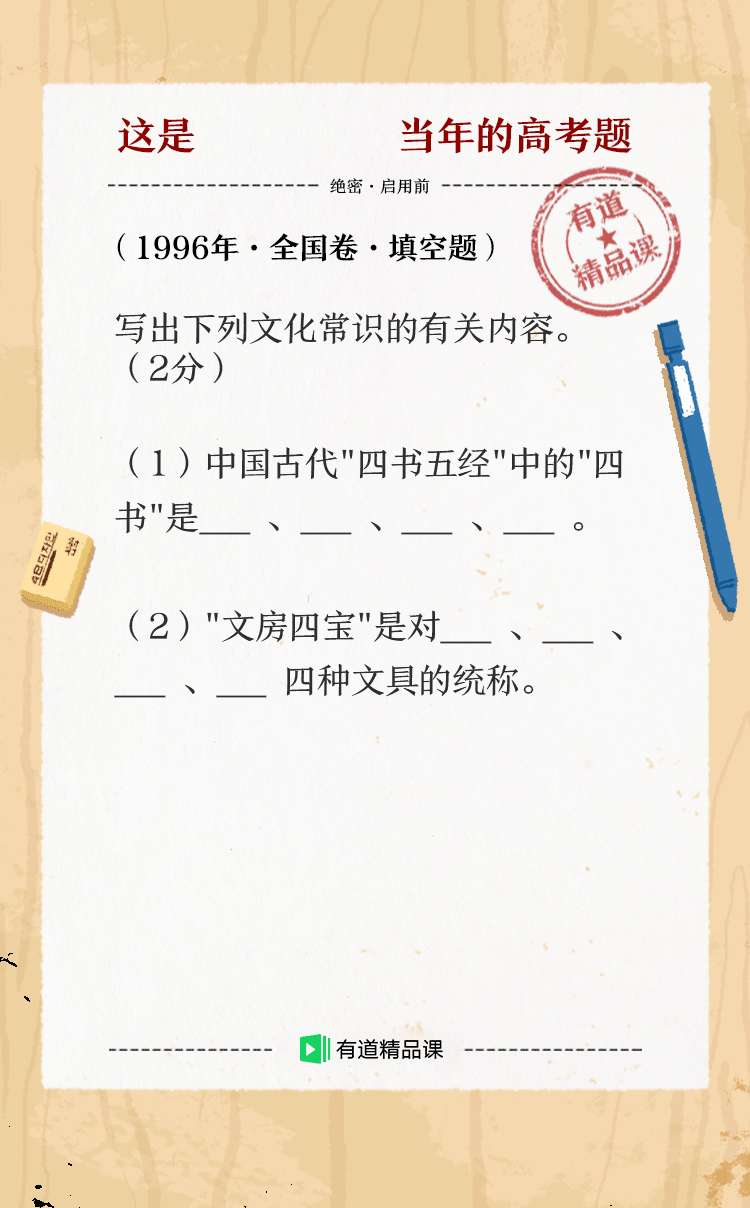 这是 当年的高考题
绝密·启用前
（1996年·全国卷·填空题）
有道
精品课
写出下列文化常识的有关内容。
（2分）
（1）中国古代"四书五经"中的"四
书"是___ 、___ 、___ 、___ 。
（2）"文房四宝"是对___ 、___ 、
___ 、___ 四种文具的统称。
有道精品课